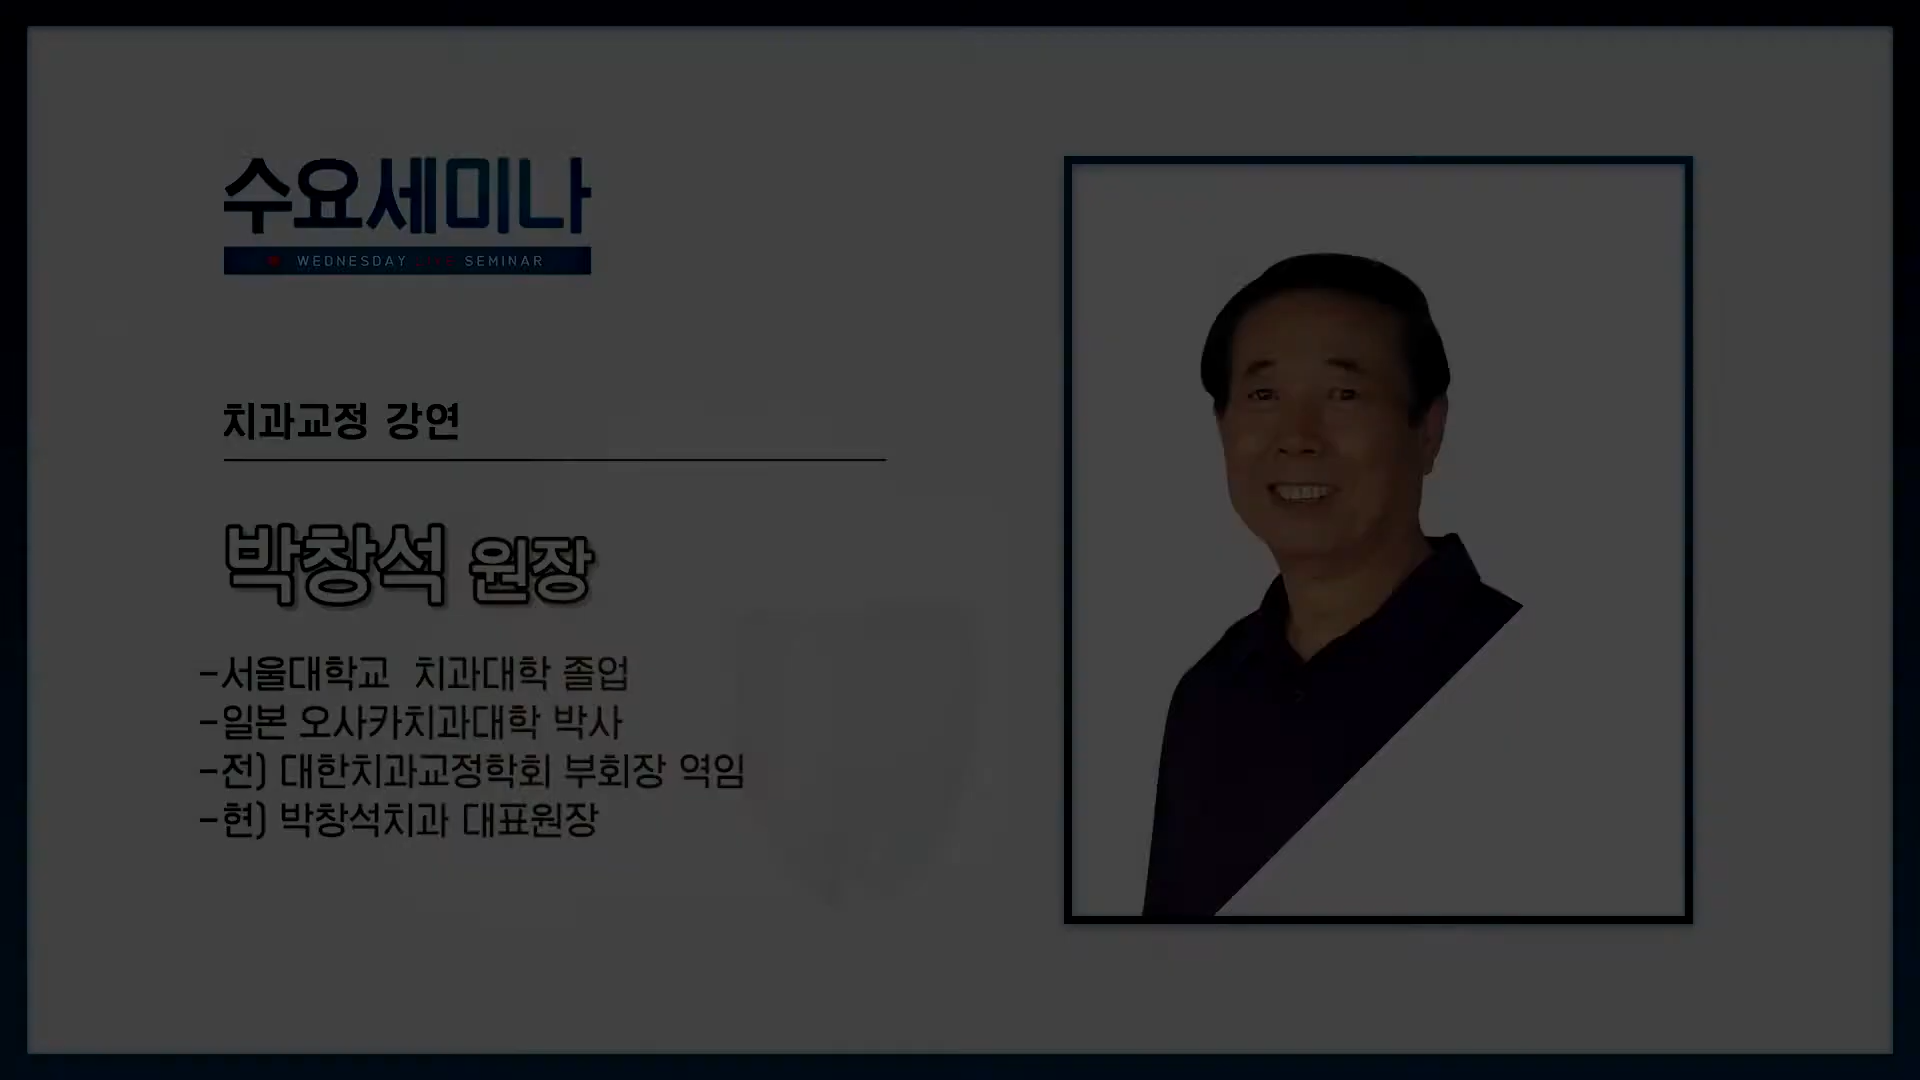 수요세미나
WEDNESDAY LIVE SEMINAR
치과교정 강연
박창석 원장
-서울대학교 치과대학 졸업
-일본 오사카치과대학 박사
-전) 대한치과교정학회 부회장 역임
-현) 박창석치과 대표원장